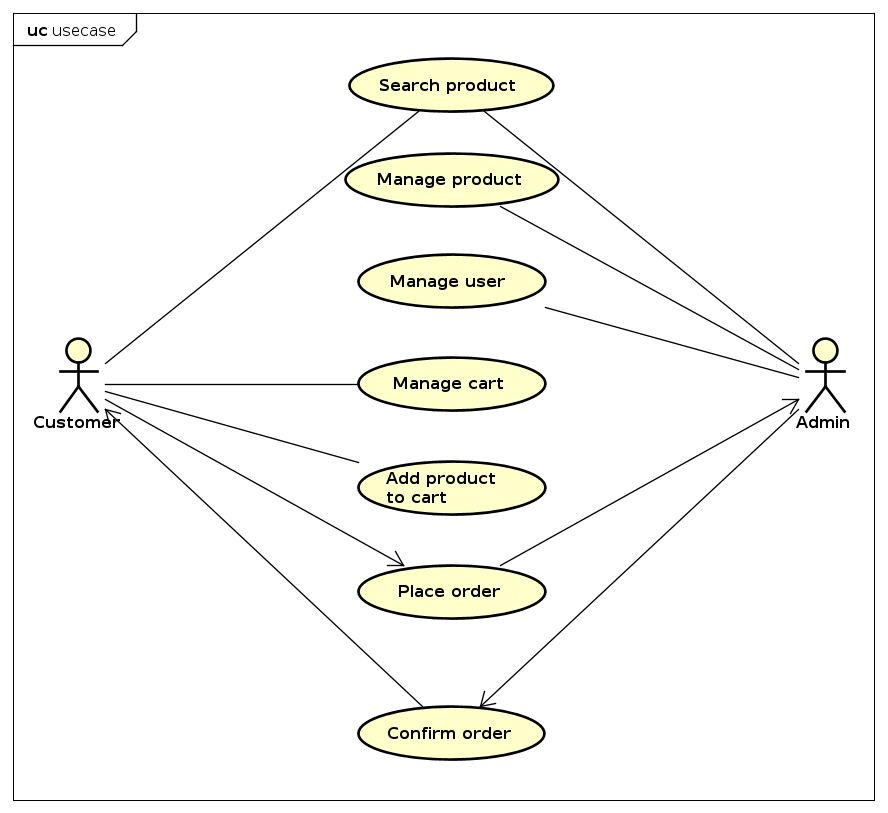 uc usecase
Search product
Manage product
Manage user
Manage cart
Customer
Admin
Add product
to cart
Place order
Confirm order